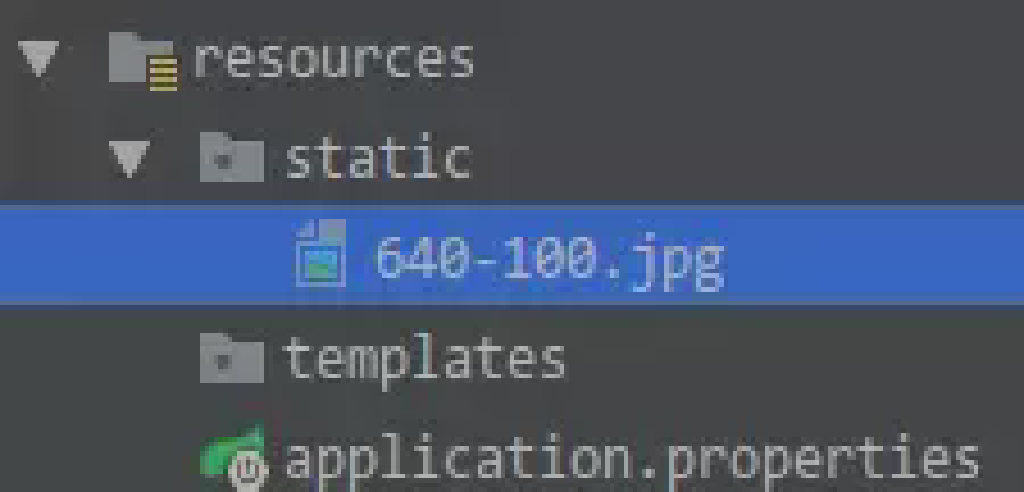 resources
static
640-100.jpg
templates
application.properties